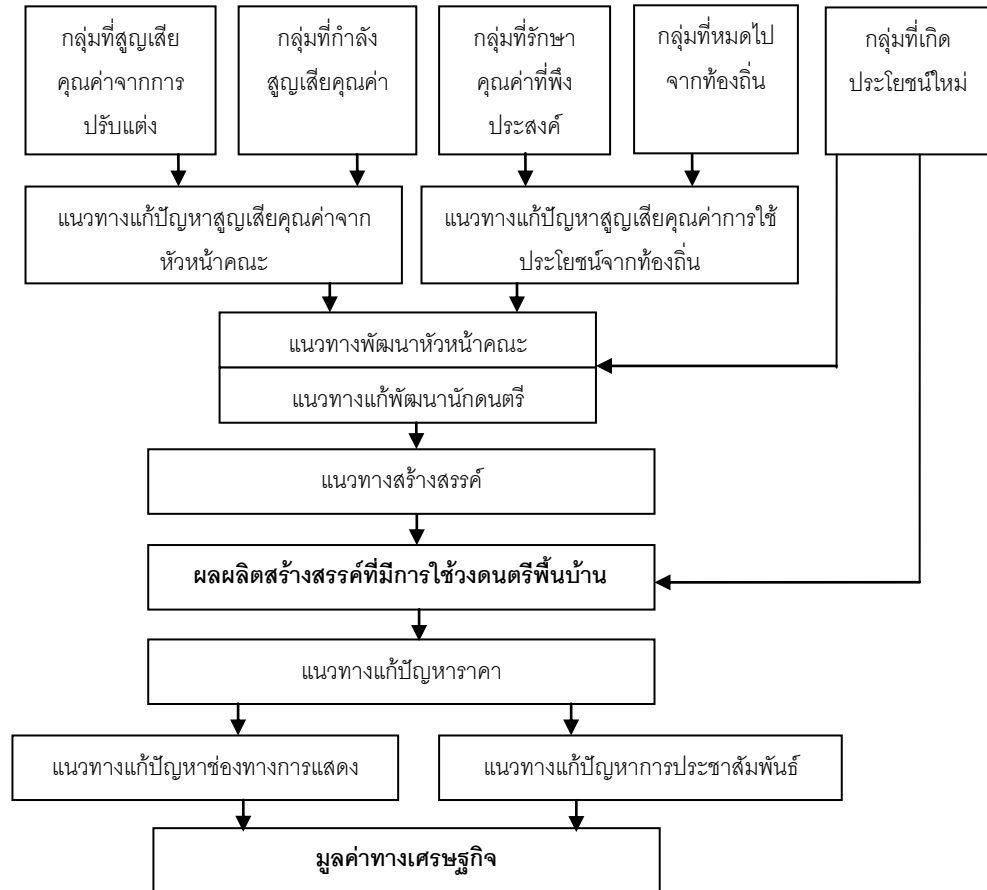 กลุ่มที่สูญเสีย
คุณค่าจากการ
ปรับแต่ง
กลุ่มที่กำลัง
สูญเสียคุณค่า
กลุ่มที่รักษา
คุณค่าที่พึง
ประสงค์
กลุ่มที่หมดไป
จากท้องถิ่น
กลุ่มที่เกิด
ประโยชน์ใหม่
แนวทางแก้ปัญหาสูญเสียคุณค่าจาก
หัวหน้าคณะ
แนวทางแก้ปัญหาสูญเสียคุณค่าการใช้
ประโยชน์จากท้องถิ่น
แนวทางพัฒนาหัวหน้าคณะ
แนวทางแก้พัฒนานักดนตรี
แนวทางสร้างสรรค์
ผลผลิตสร้างสรรค์ที่มีการใช้วงดนตรีพื้นบ้าน
แนวทางแก้ปัญหาราคา
แนวทางแก้ปัญหาช่องทางการแสดง
แนวทางแก้ปัญหาการประชาสัมพันธ์
มูลค่าทางเศรษฐกิจ